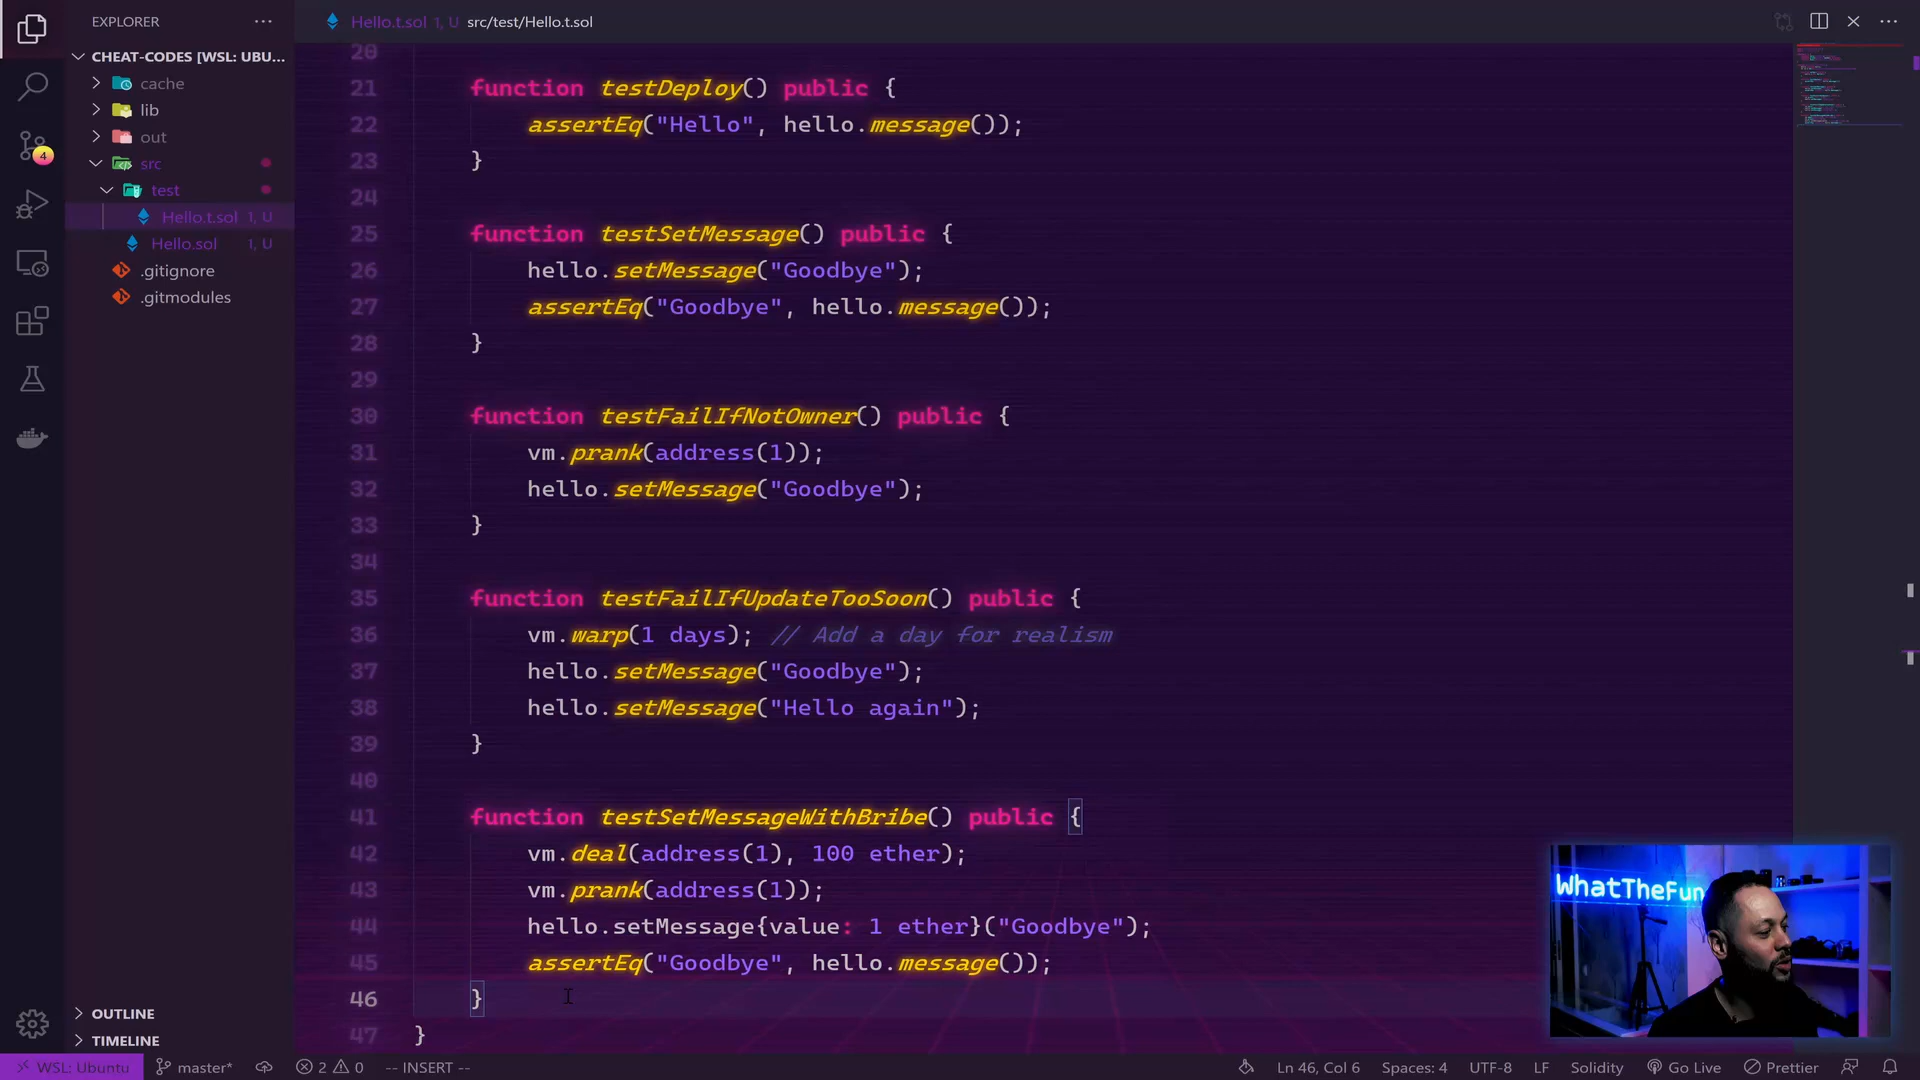 EXPLORER
Hello.t.sol 1, U src/test/Hello.t.sol
CHEAT-CODES [WSL: UBU...
cache
lib
out
src
test
Hello.t.sol 1, U
Hello.sol 1, U
.gitignore
.gitmodules
4
OUTLINE
TIMELINE
20
21 function testDeploy() public {
22 assertEq("Hello", hello.message());
23 }
24
25 function testSetMessage() public {
26 hello.setMessage("Goodbye");
27 assertEq("Goodbye", hello.message());
28 }
29
30 function testFailIfNotOwner() public {
31 vm.prank(address(1));
32 hello.setMessage("Goodbye");
33 }
34
35 function testFailIfUpdateTooSoon() public {
36 vm.warp(1 days); // Add a day for realism
37 hello.setMessage("Goodbye");
38 hello.setMessage("Hello again");
39 }
40
41 function testSetMessageWithBribe() public {
42 vm.deal(address(1), 100 ether);
43 vm.prank(address(1));
44 hello.setMessage{value: 1 ether}("Goodbye");
45 assertEq("Goodbye", hello.message());
46 }
47 }
WhatTheFun
WSL: Ubuntu master* 2 0 -- INSERT -- Ln 46, Col 6 Spaces: 4 UTF-8 LF Solidity Go Live Prettier